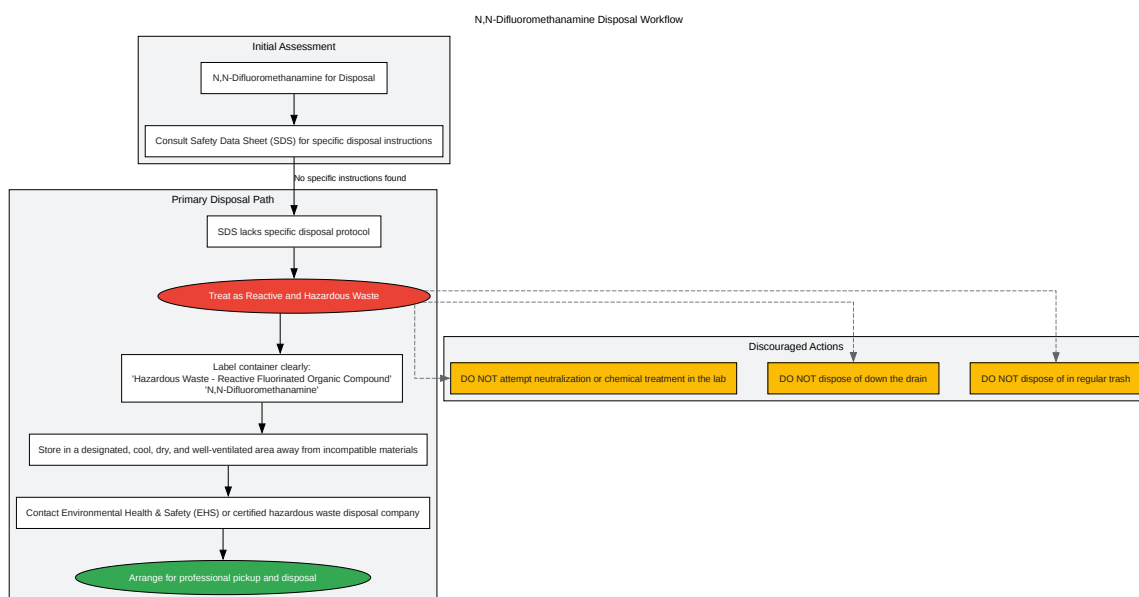 N,N-Difluoromethanamine Disposal Workflow
Initial Assessment
N,N-Difluoromethanamine for Disposal
Consult Safety Data Sheet (SDS) for specific disposal instructions
No specific instructions found
Primary Disposal Path
SDS lacks specific disposal protocol
Treat as Reactive and Hazardous Waste
Label container clearly:
'Hazardous Waste - Reactive Fluorinated Organic Compound'
'N,N-Difluoromethanamine'
Store in a designated, cool, dry, and well-ventilated area away from incompatible materials
Contact Environmental Health & Safety (EHS) or certified hazardous waste disposal company
Arrange for professional pickup and disposal
Discouraged Actions
DO NOT attempt neutralization or chemical treatment in the lab
DO NOT dispose of down the drain
DO NOT dispose of in regular trash